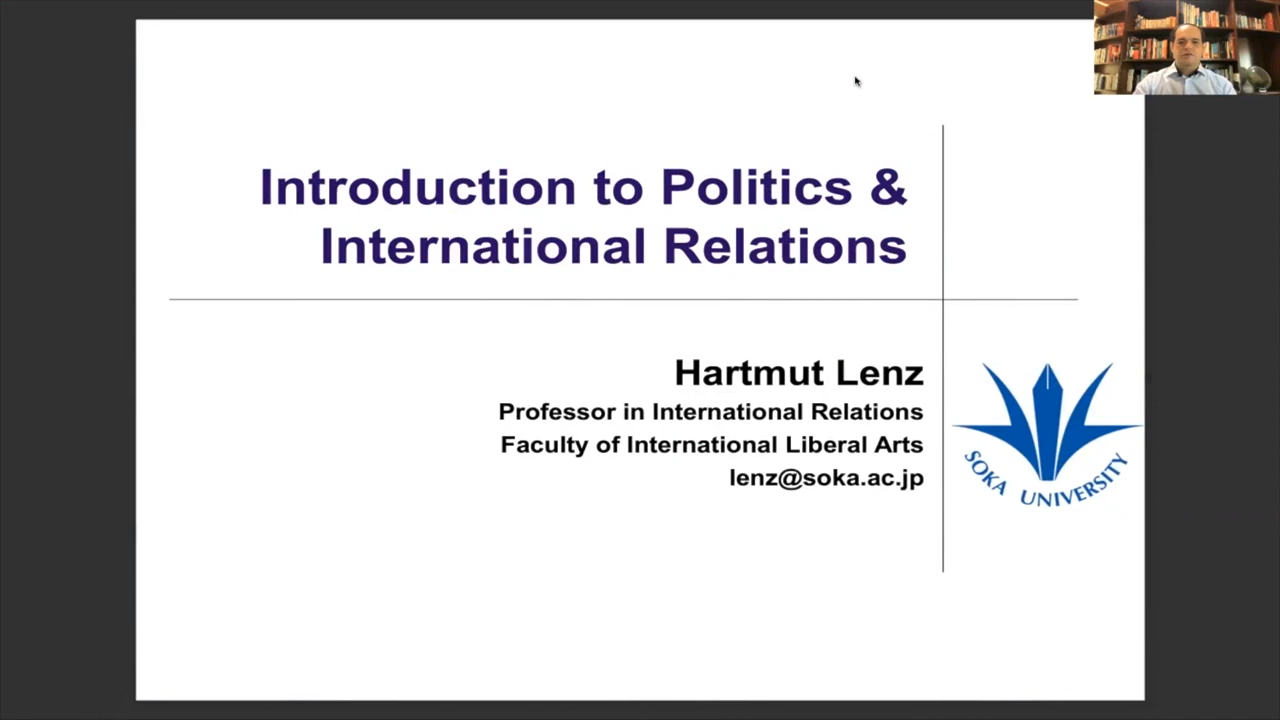 Introduction to Politics &
International Relations
Hartmut Lenz
Professor in International Relations
Faculty of International Liberal Arts
lenz@soka.ac.jp
SOKA UNIVERSITY